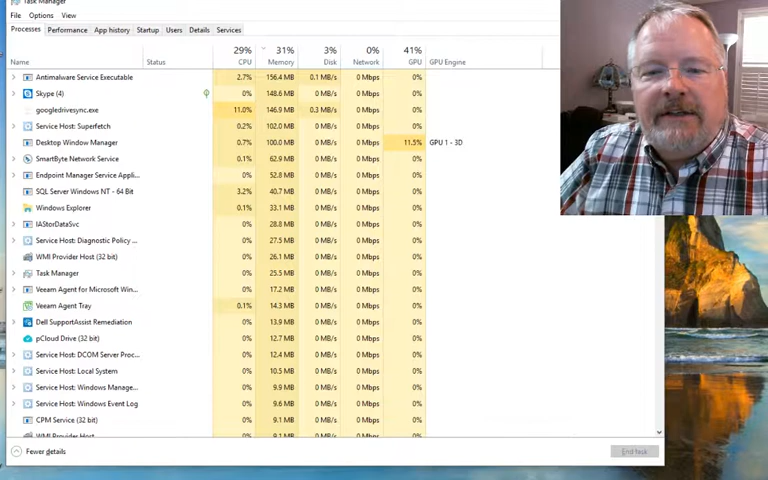 Task Manager
File Options View
Processes Performance App history Startup Users Details Services
29% 31% 3% 0% 41%
Name Status CPU Memory Disk Network GPU GPU Engine
Antimalware Service Executable 2.7% 156.4 MB 0.1 MB/s 0 Mbps 0%
Skype (4) 0% 148.6 MB 0 MB/s 0 Mbps 0%
googledrivesync.exe 11.0% 146.9 MB 0.3 MB/s 0 Mbps 0%
Service Host: Superfetch 0.2% 102.0 MB 0 MB/s 0 Mbps 0%
Desktop Window Manager 0.7% 100.0 MB 0 MB/s 0 Mbps 11.5% GPU 1 - 3D
SmartByte Network Service 0.1% 62.9 MB 0 MB/s 0 Mbps 0%
Endpoint Manager Service Appli... 0% 52.8 MB 0 MB/s 0 Mbps 0%
SQL Server Windows NT - 64 Bit 3.2% 40.7 MB 0 MB/s 0 Mbps 0%
Windows Explorer 0.1% 33.1 MB 0 MB/s 0 Mbps 0%
IAStorDataSvc 0% 28.8 MB 0 MB/s 0 Mbps 0%
Service Host: Diagnostic Policy ... 0% 27.5 MB 0 MB/s 0 Mbps 0%
WMI Provider Host (32 bit) 0% 26.1 MB 0 MB/s 0 Mbps 0%
Task Manager 0% 25.5 MB 0 MB/s 0 Mbps 0%
Veeam Agent for Microsoft Win... 0% 17.2 MB 0 MB/s 0 Mbps 0%
Veeam Agent Tray 0.1% 14.3 MB 0 MB/s 0 Mbps 0%
Dell SupportAssist Remediation 0% 13.9 MB 0 MB/s 0 Mbps 0%
pCloud Drive (32 bit) 0% 12.7 MB 0 MB/s 0 Mbps 0%
Service Host: DCOM Server Proc... 0% 12.4 MB 0 MB/s 0 Mbps 0%
Service Host: Local System 0% 10.5 MB 0 MB/s 0 Mbps 0%
Service Host: Windows Manage... 0% 9.9 MB 0 MB/s 0 Mbps 0%
Service Host: Windows Event Log 0% 9.6 MB 0 MB/s 0 Mbps 0%
CPM Service (32 bit) 0% 9.1 MB 0 MB/s 0 Mbps 0%
WMI Provider Host 0% 9.1 MB 0 MB/s 0 Mbps 0%
Fewer details End task